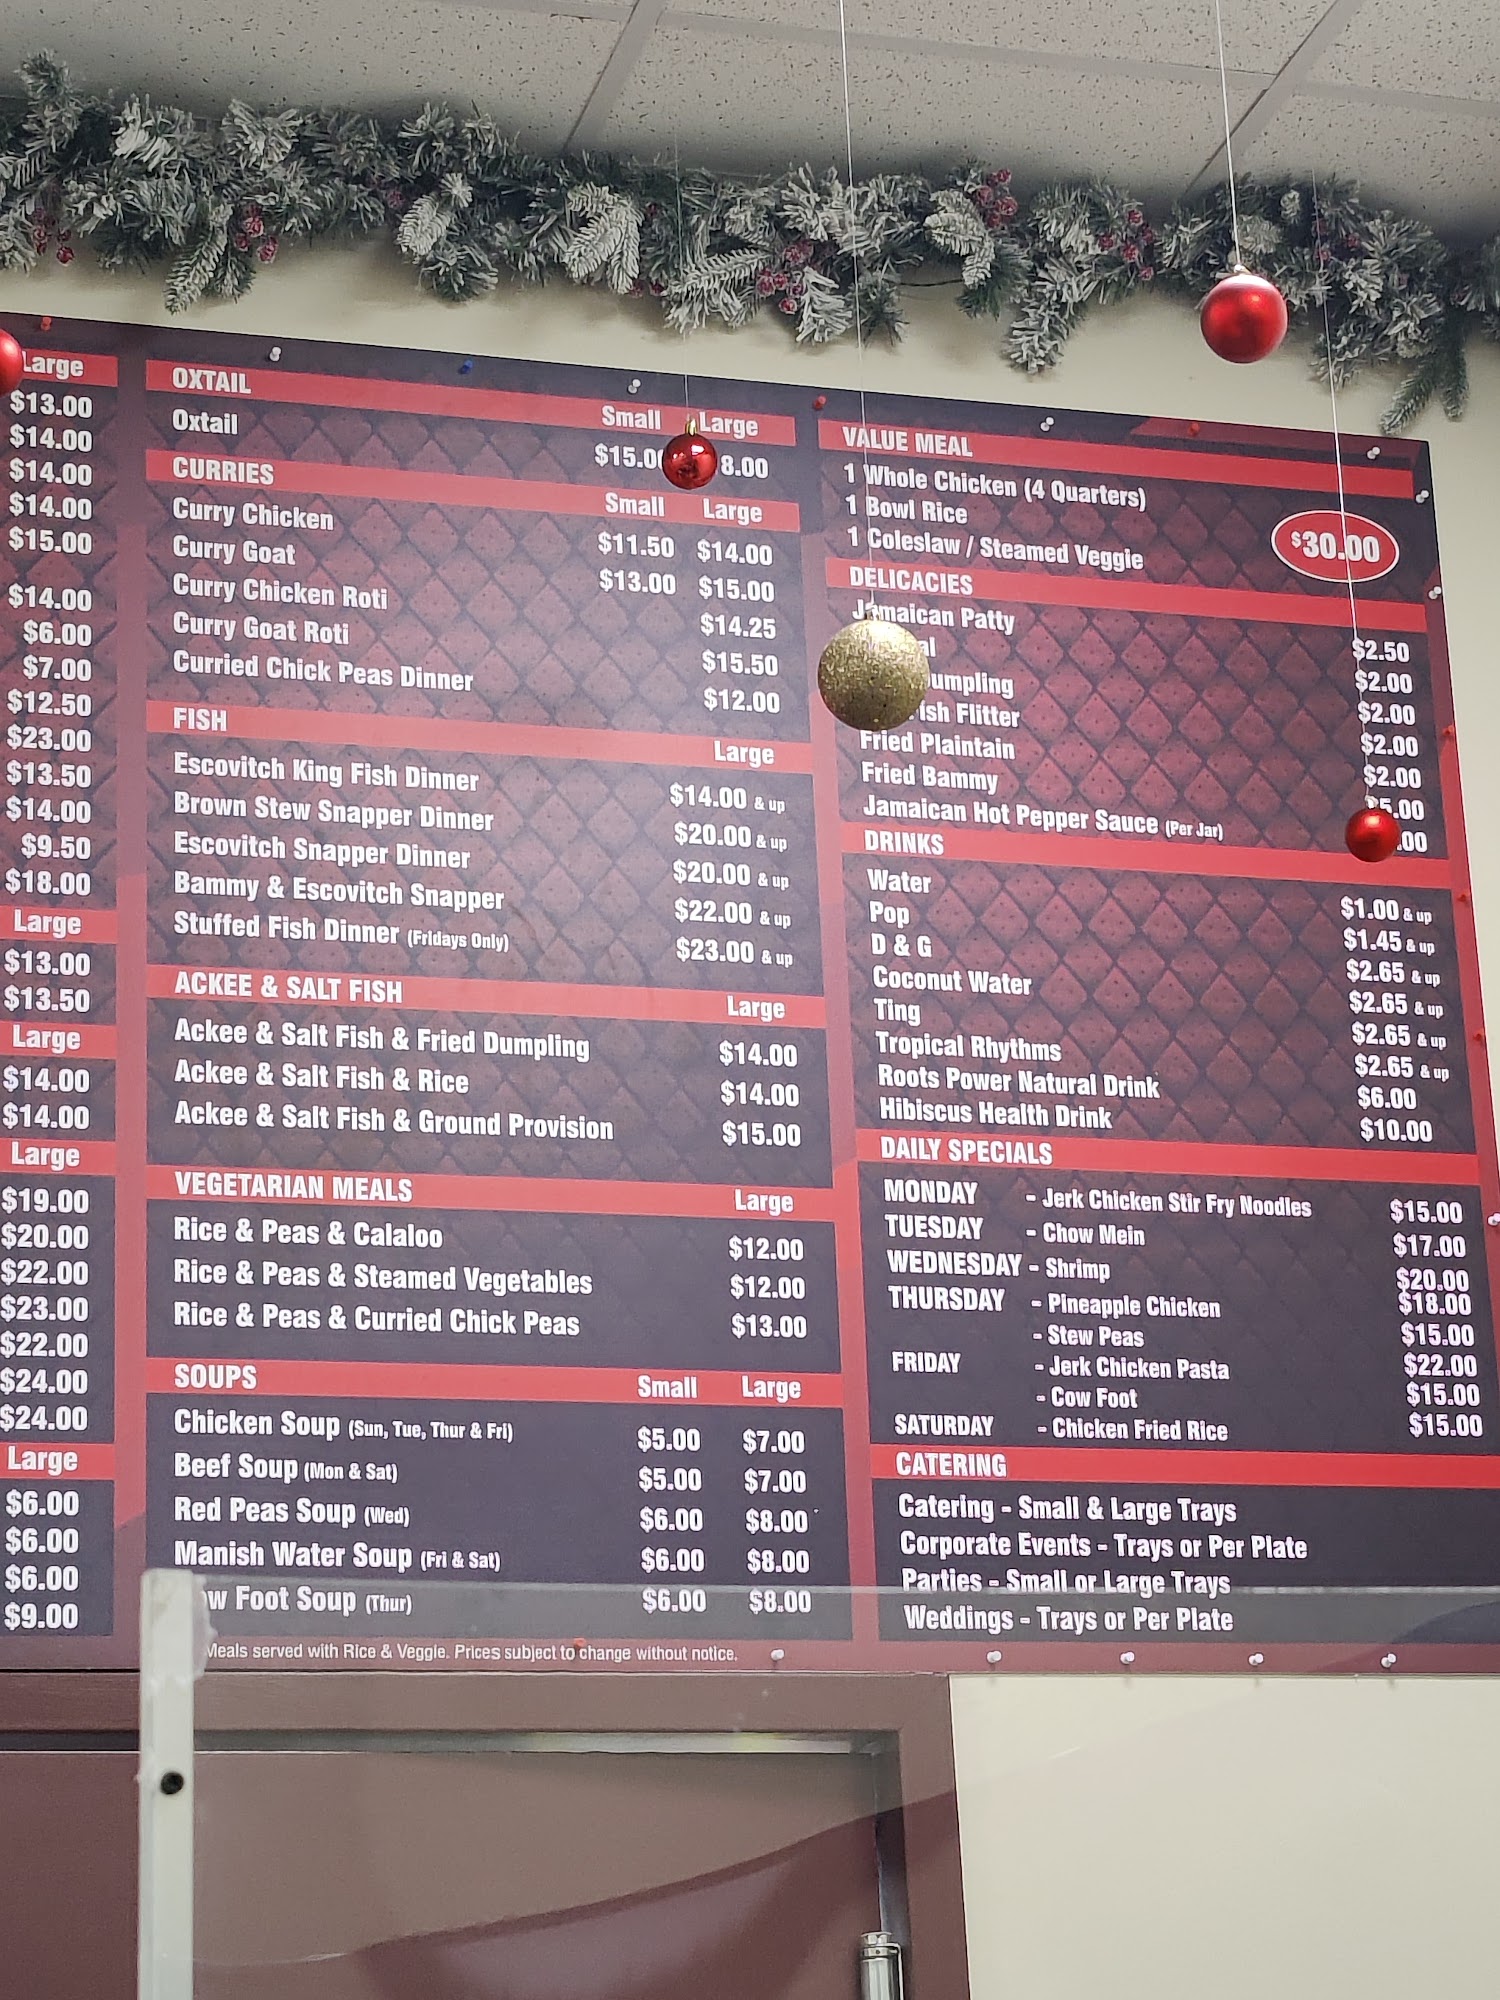 Large
$13.00
$14.00
$14.00
$14.00
$15.00
$14.00
$6.00
$7.00
$12.50
$23.00
$13.50
$14.00
$9.50
$18.00
Large
$13.00
$13.50
Large
$14.00
$14.00
Large
$19.00
$20.00
$22.00
$23.00
$22.00
$24.00
$24.00
Large
$6.00
$6.00
$6.00
$9.00
OXTAIL Small Large
Oxtail $15.00 8.00
CURRIES Small Large
Curry Chicken $11.50 $14.00
Curry Goat $13.00 $15.00
Curry Chicken Roti $14.25
Curry Goat Roti $15.50
Curried Chick Peas Dinner $12.00
FISH Large
Escovitch King Fish Dinner $14.00 & up
Brown Stew Snapper Dinner $20.00 & up
Escovitch Snapper Dinner $20.00 & up
Bammy & Escovitch Snapper $22.00 & up
Stuffed Fish Dinner (Fridays Only) $23.00 & up
ACKEE & SALT FISH Large
Ackee & Salt Fish & Fried Dumpling $14.00
Ackee & Salt Fish & Rice $14.00
Ackee & Salt Fish & Ground Provision $15.00
VEGETARIAN MEALS Large
Rice & Peas & Calaloo $12.00
Rice & Peas & Steamed Vegetables $12.00
Rice & Peas & Curried Chick Peas $13.00
SOUPS Small Large
Chicken Soup (Sun, Tue, Thur & Fri) $5.00 $7.00
Beef Soup (Mon & Sat) $5.00 $7.00
Red Peas Soup (Wed) $6.00 $8.00
Manish Water Soup (Fri & Sat) $6.00 $8.00
Foot Soup (Thur) $6.00 $8.00
Meals served with Rice & Veggie. Prices subject to change without notice.
VALUE MEAL
1 Whole Chicken (4 Quarters)
1 Bowl Rice
1 Coleslaw / Steamed Veggie
$30.00
DELICACIES
Jamaican Patty $2.50
$2.00
umpling $2.00
ish Flitter $2.00
Fried Plaintain $2.00
Fried Bammy 5.00
Jamaican Hot Pepper Sauce (Per Jar) .00
DRINKS
Water $1.00 & up
Pop $1.45 & up
D & G $2.65 & up
Coconut Water $2.65 & up
Ting $2.65 & up
Tropical Rhythms $2.65 & up
Roots Power Natural Drink $6.00
Hibiscus Health Drink $10.00
DAILY SPECIALS
MONDAY - Jerk Chicken Stir Fry Noodles $15.00
TUESDAY - Chow Mein $17.00
WEDNESDAY - Shrimp $20.00
THURSDAY - Pineapple Chicken $18.00
- Stew Peas $15.00
FRIDAY - Jerk Chicken Pasta $22.00
- Cow Foot $15.00
SATURDAY - Chicken Fried Rice $15.00
CATERING
Catering - Small & Large Trays
Corporate Events - Trays or Per Plate
Parties - Small or Large Trays
Weddings - Trays or Per Plate